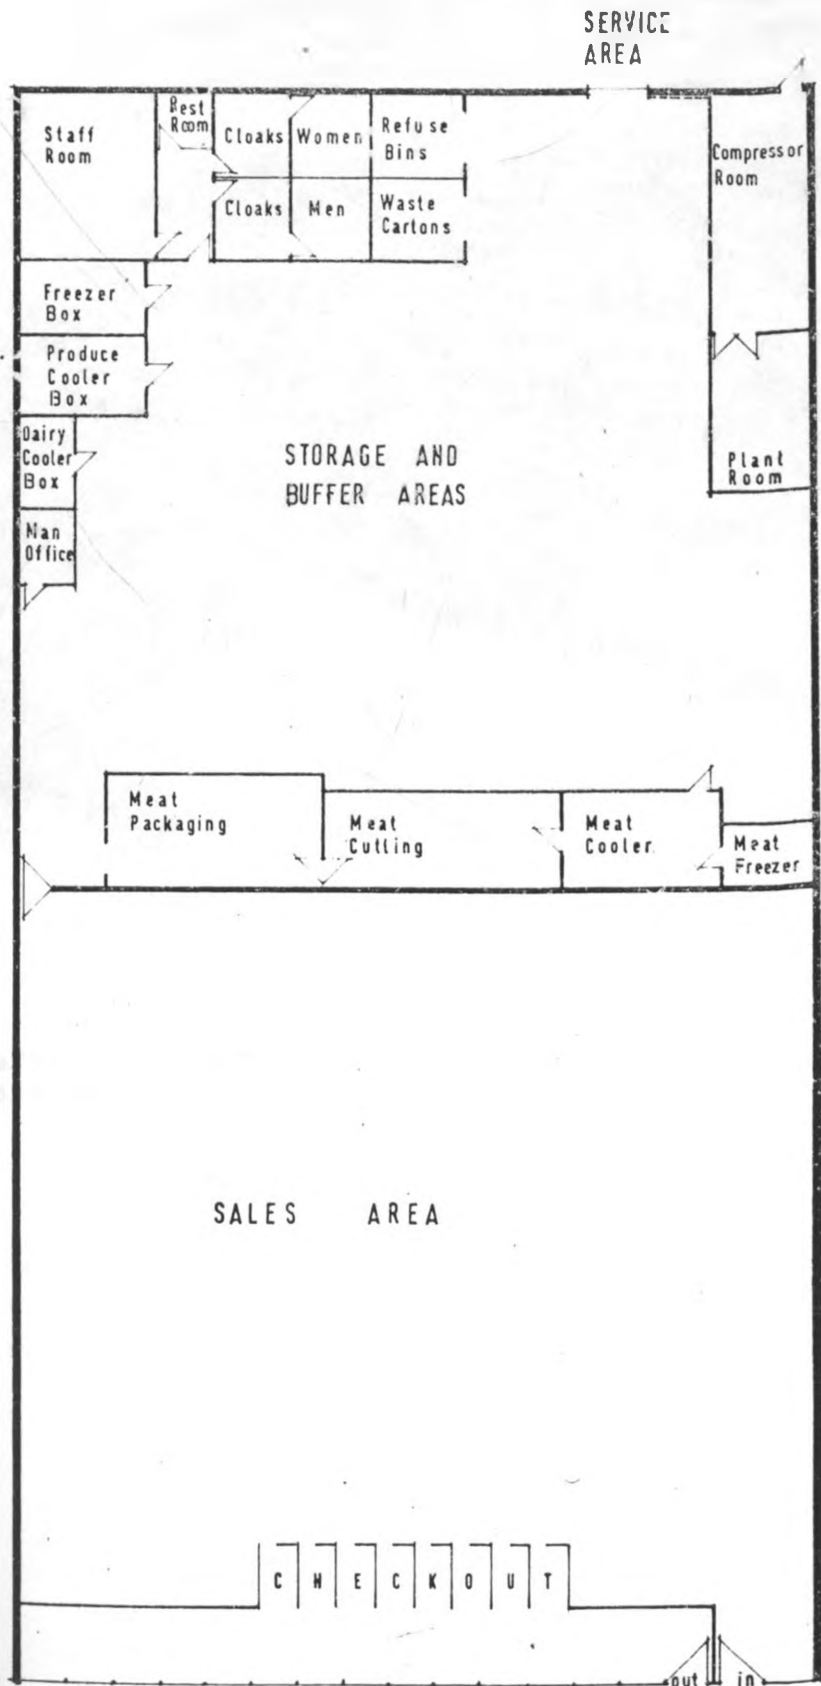 SERVICE
AREA
Staff
Room
Rest
Room
Cloaks
Women
Refuse
Bins
Compressor
Room
Cloaks
Men
Waste
Cartons
Freezer
Box
Produce
Cooler
Box
Dairy
Cooler
Box
Man
Office
STORAGE AND
BUFFER AREAS
Plant
Room
Meat
Packaging
Meat
Cutting
Meat
Cooler
Meat
Freezer
SALES AREA
CHECKOUT
out
in